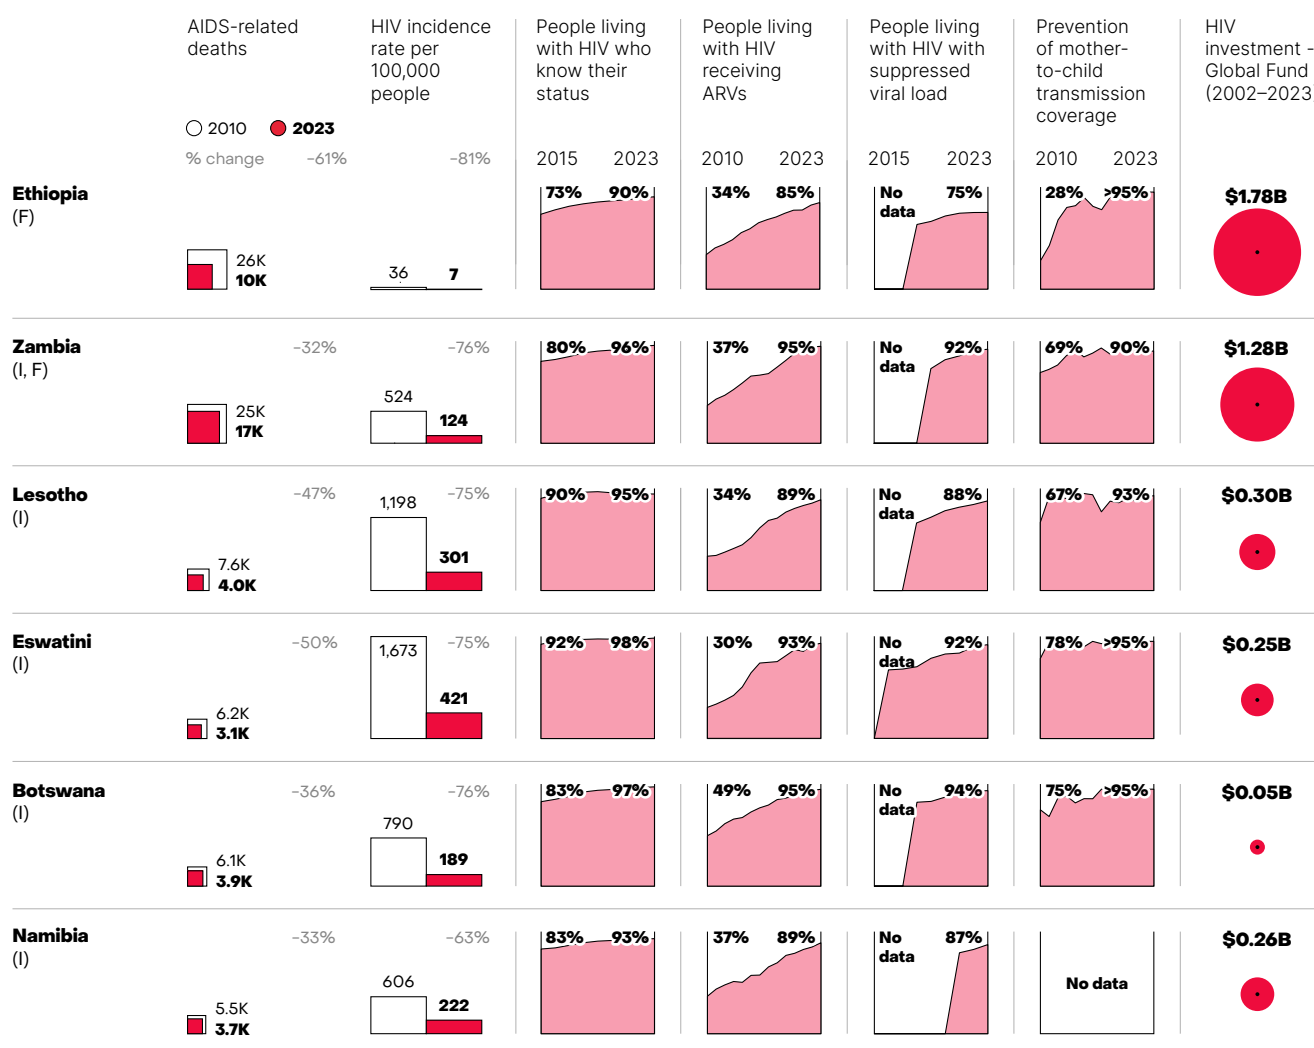 AIDS-related
deaths
HIV incidence
rate per
100,000
people
People living
with HIV who
know their
status
People living
with HIV
receiving
ARVs
People living
with HIV with
suppressed
viral load
Prevention
of mother-
to-child
transmission
coverage
HIV
investment -
Global Fund
(2002–2023
2010 2023
% change -61% -81%
2015 2023 2010 2023 2015 2023 2010 2023
Ethiopia
(F)
26K
10K
36 7
73% 90%
34% 85%
No
data
75%
28% >95%
$1.78B
Zambia
(I, F)
-32% -76%
25K
17K
524
124
80% 96%
37% 95%
No
data
92%
69% 90%
$1.28B
Lesotho
(I)
-47% -75%
7.6K
4.0K
1,198
301
90% 95%
34% 89%
No
data
88%
67% 93%
$0.30B
Eswatini
(I)
-50% -75%
6.2K
3.1K
1,673
421
92% 98%
30% 93%
No
data
92%
78% >95%
$0.25B
Botswana
(I)
-36% -76%
6.1K
3.9K
790
189
83% 97%
49% 95%
No
data
94%
75% >95%
$0.05B
Namibia
(I)
-33% -63%
5.5K
3.7K
606
222
83% 93%
37% 89%
No
data
87%
No data
$0.26B